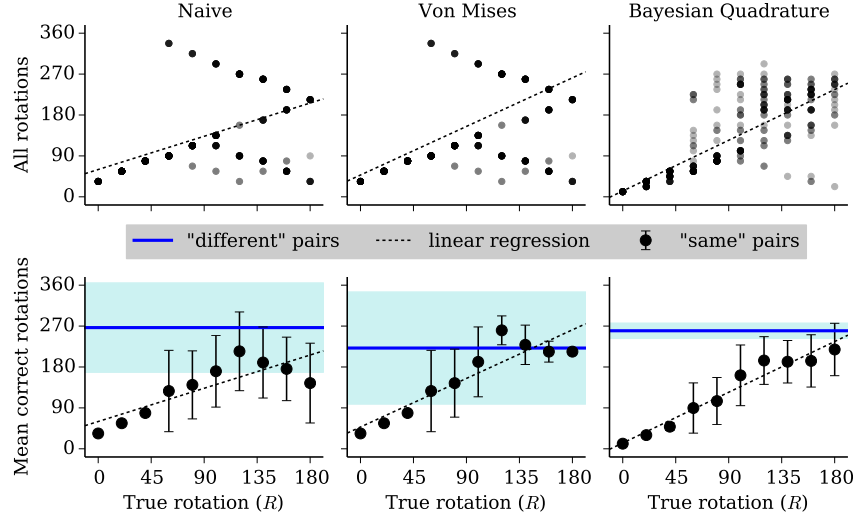 Naive Von Mises Bayesian Quadrature
All rotations
360
270
180
90
0
"different" pairs linear regression "same" pairs
Mean correct rotations
360
270
180
90
0
0 45 90 135 180 0 45 90 135 180 0 45 90 135 180
True rotation (R) True rotation (R) True rotation (R)